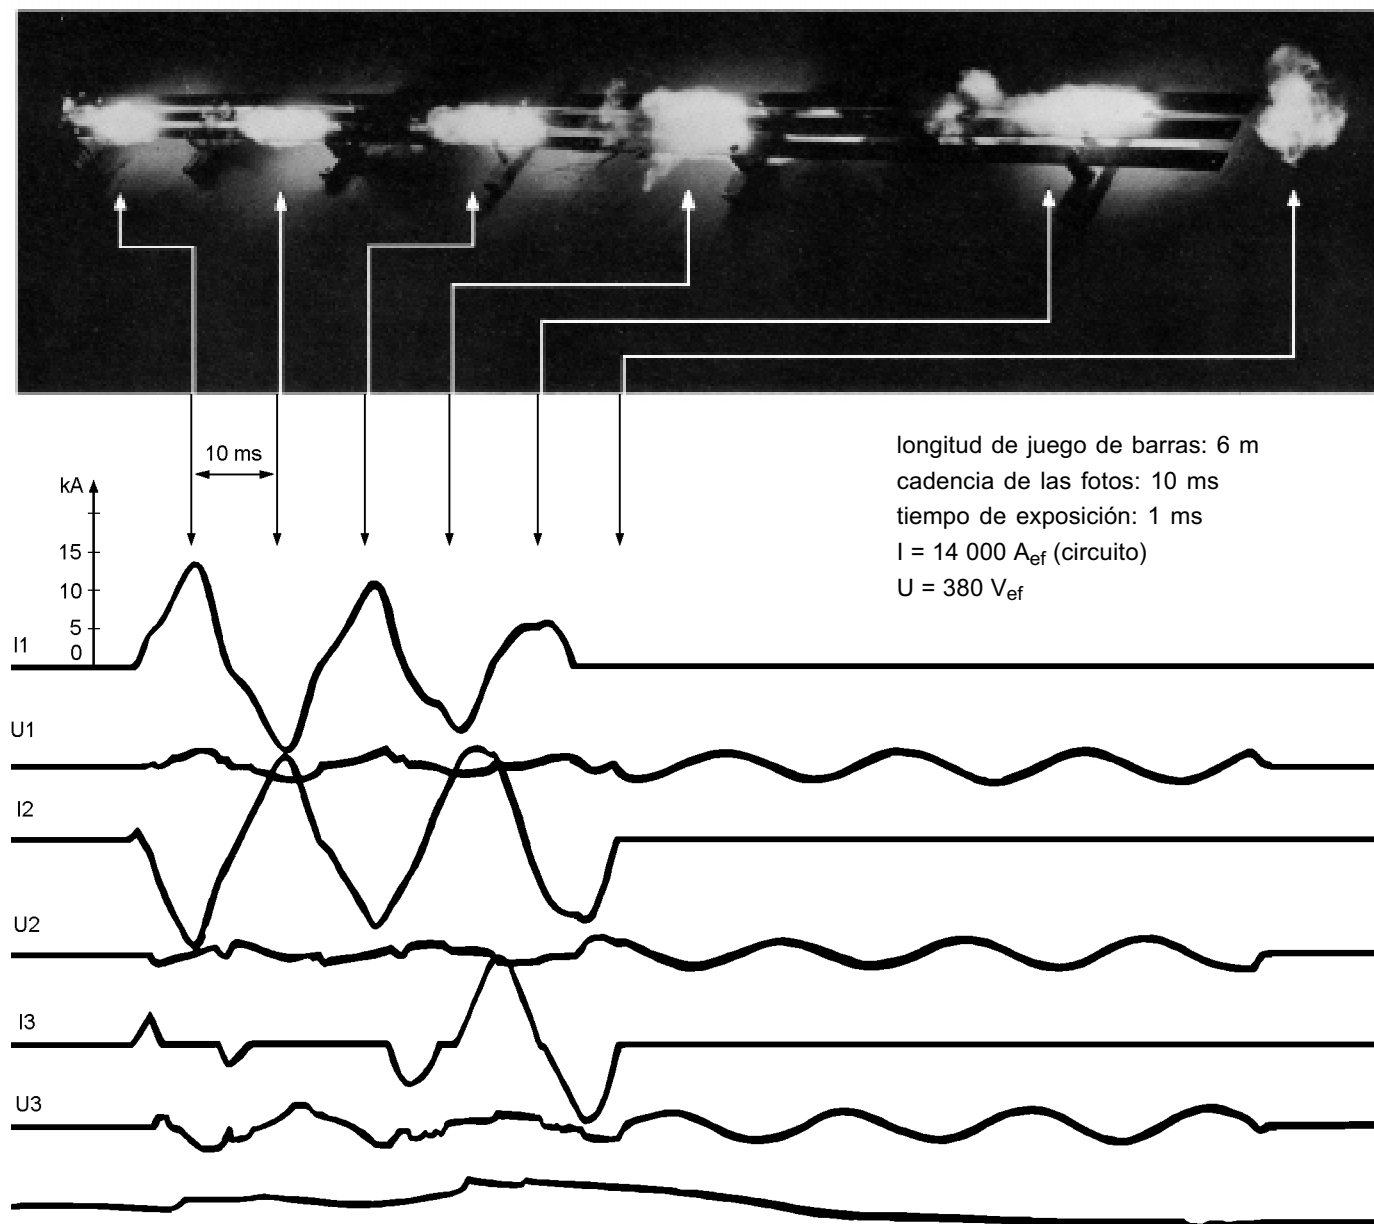 10 ms
kA
15
10
5
0
longitud de juego de barras: 6 m
cadencia de las fotos: 10 ms
tiempo de exposición: 1 ms
I = 14 000 Aef (circuito)
U = 380 Vef
I1
U1
I2
U2
I3
U3